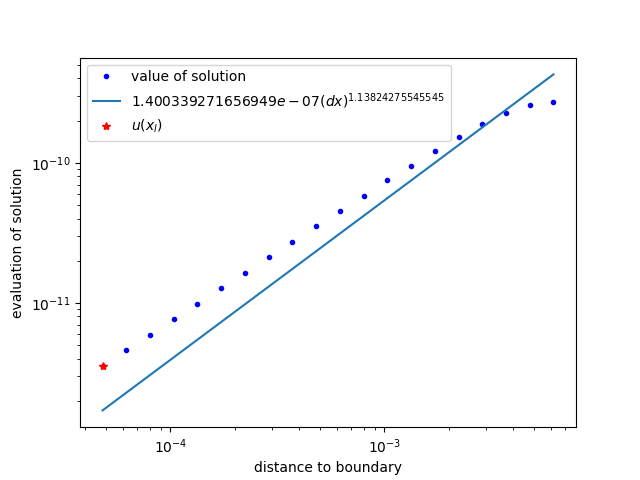 value of solution
1.400339271656949e − 07(dx)^1.13824275545545
u(x_l)
10^−10
10^−11
evaluation of solution
10^−4
10^−3
distance to boundary